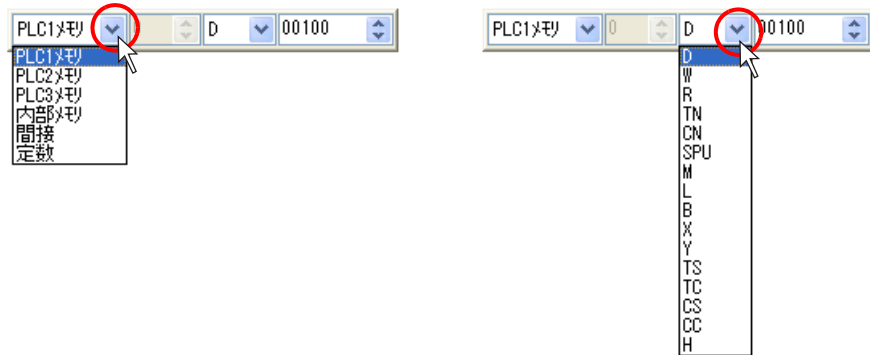 PLC1メモリ 0 D 00100
PLC1メモリ
PLC2メモリ
PLC3メモリ
内部メモリ
間接
定数
PLC1メモリ 0 D 00100
D
W
R
TN
CN
SPU
M
L
B
X
Y
TS
TC
CS
CC
H